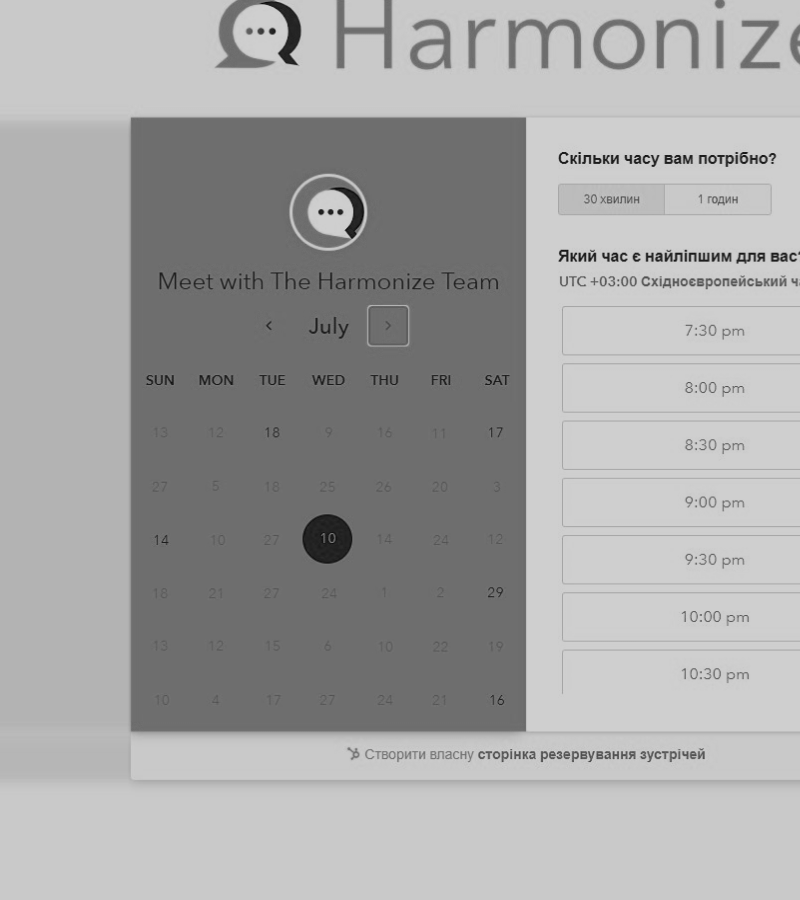 Harmonize
Meet with The Harmonize Team
July
SUN MON TUE WED THU FRI SAT
13 12 18 9 16 11 17
27 5 18 25 26 20 3
14 10 27 10 14 24 12
18 21 27 24 1 2 29
13 12 15 6 10 22 19
10 4 17 27 24 21 16
Скільки часу вам потрібно?
30 хвилин 1 годин
Який час є найліпшим для вас?
UTC +03:00 Східноєвропейський
7:30 pm
8:00 pm
8:30 pm
9:00 pm
9:30 pm
10:00 pm
10:30 pm
Створити власну сторінка резервування зустрічей